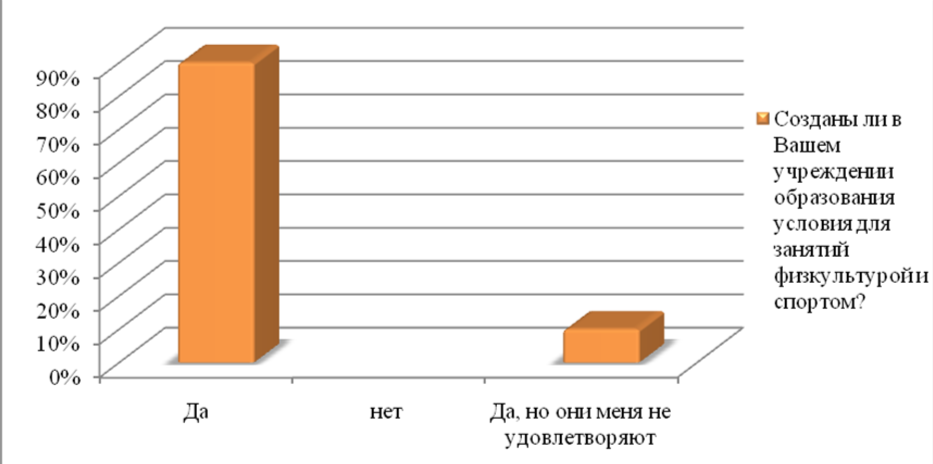 90%
80%
70%
60%
50%
40%
30%
20%
10%
0%
Да
нет
Да, но они меня не
удовлетворяют
Созданы ли в
Вашем
учреждении
образования
условия для
занятий
физкультурой и
спортом?